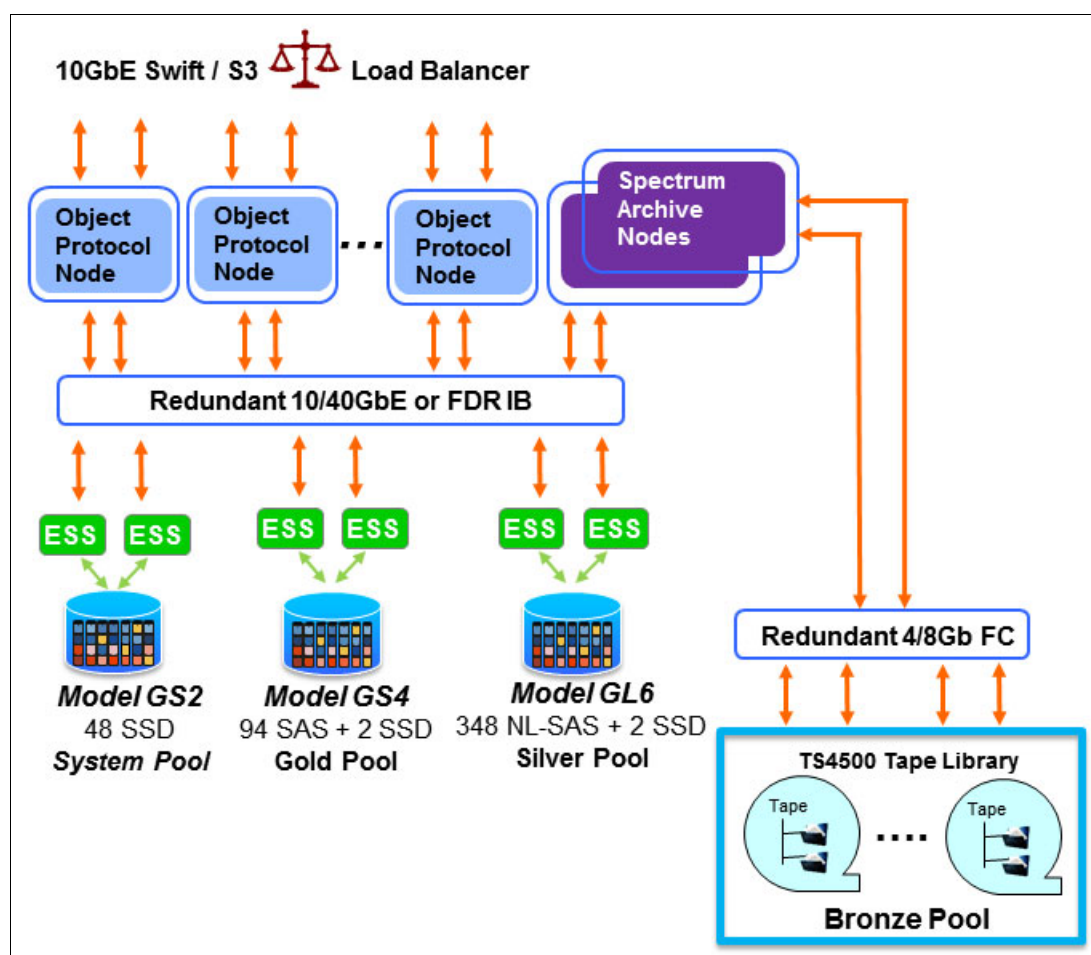 10GbE Swift / S3 Load Balancer
Object
Protocol
Node
Object
Protocol
Node
...
Object
Protocol
Node
Spectrum
Archive
Nodes
Redundant 10/40GbE or FDR IB
ESS
ESS
ESS
ESS
ESS
ESS
Model GS2
48 SSD
System Pool
Model GS4
94 SAS + 2 SSD
Gold Pool
Model GL6
348 NL-SAS + 2 SSD
Silver Pool
Redundant 4/8Gb FC
TS4500 Tape Library
Tape
....
Tape
Bronze Pool